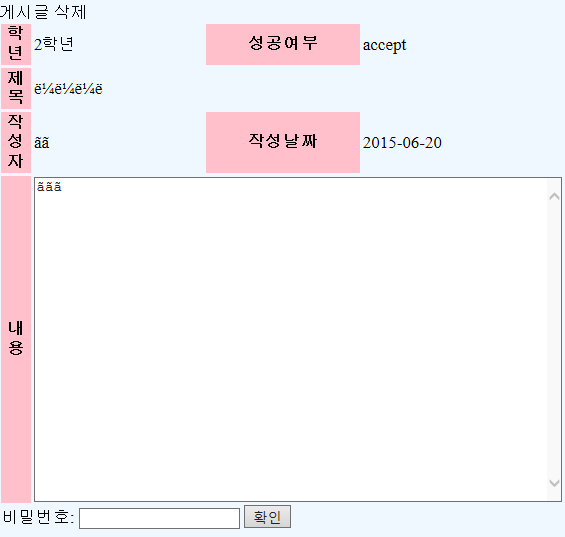 게시글 삭제
학년 2학년 성공여부 accept
제목 ë¼ë¼ë¼ë
작성자 ãã 작성날짜 2015-06-20
내용 ããã
비밀번호: 확인